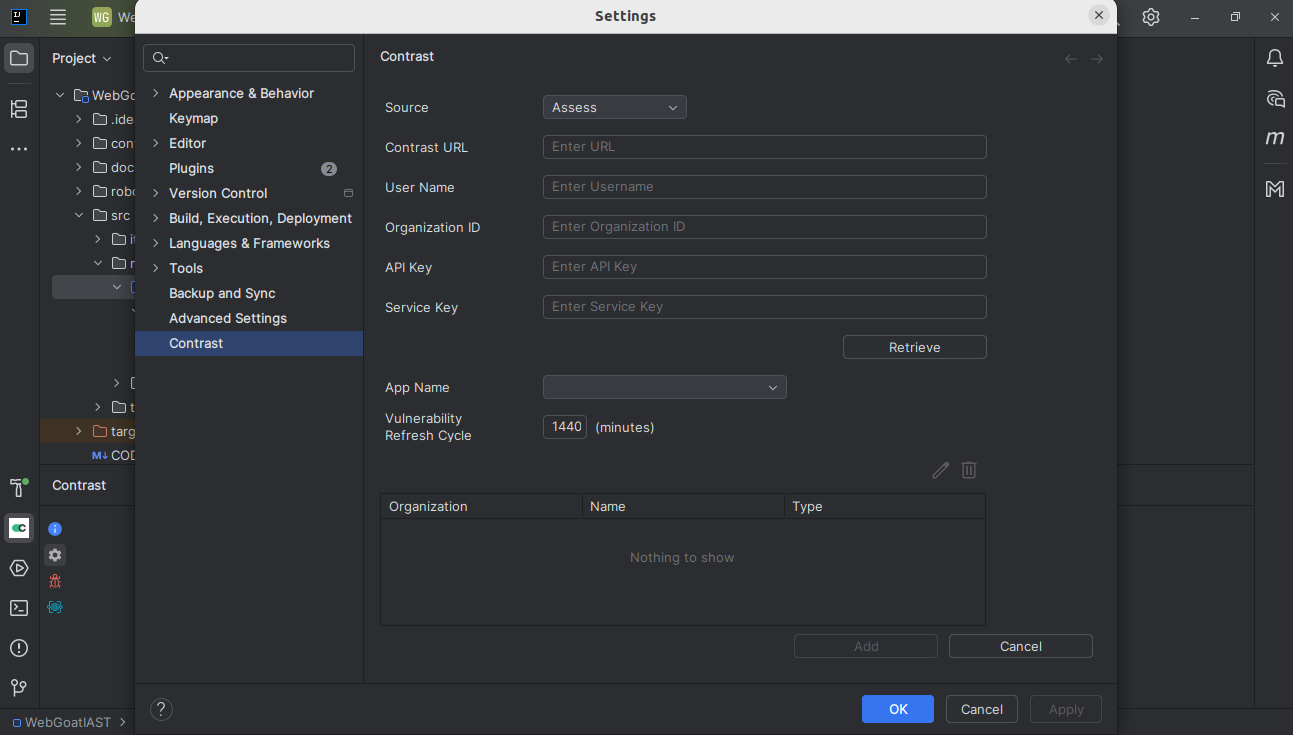 Settings
WG We
Project
WebGo
.ide
con
doc
robo
src
targ
M↓ COD
Contrast
WebGoatIAST
Appearance & Behavior
Keymap
Editor
Plugins 2
Version Control
Build, Execution, Deployment
Languages & Frameworks
Tools
Backup and Sync
Advanced Settings
Contrast
Contrast
Source Assess
Contrast URL Enter URL
User Name Enter Username
Organization ID Enter Organization ID
API Key Enter API Key
Service Key Enter Service Key
Retrieve
App Name
Vulnerability
Refresh Cycle 1440 (minutes)
Organization Name Type
Nothing to show
Add Cancel
? OK Cancel Apply